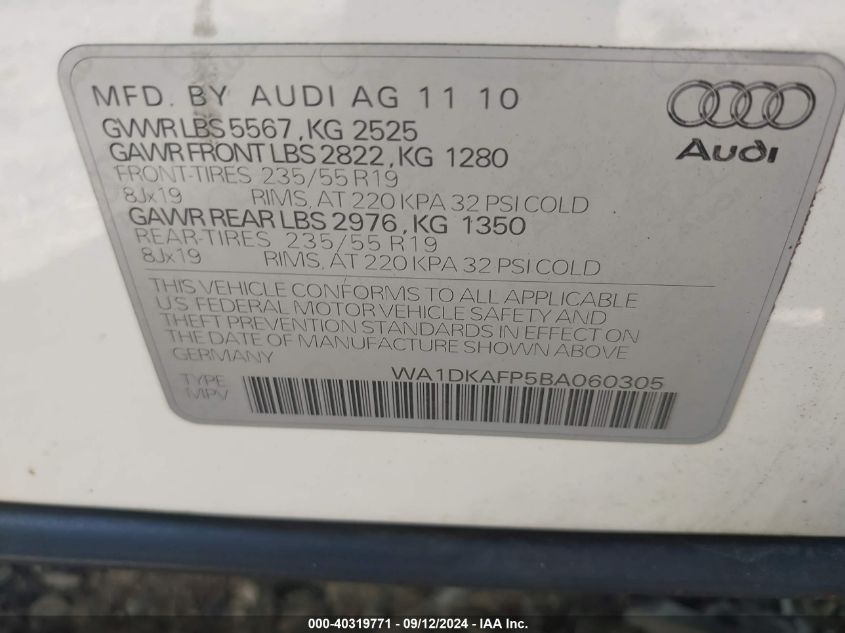 MFD. BY AUDI AG 11 10
GVWR LBS 5567, KG 2525
GAWR FRONT LBS 2822, KG 1280
FRONT-TIRES 235/55 R19
8Jx19 RIMS, AT 220 KPA 32 PSI COLD
GAWR REAR LBS 2976, KG 1350
REAR-TIRES 235/55 R19
8Jx19 RIMS, AT 220 KPA 32 PSI COLD
Audi
THIS VEHICLE CONFORMS TO ALL APPLICABLE
U.S. FEDERAL MOTOR VEHICLE SAFETY AND
THEFT PREVENTION STANDARDS IN EFFECT ON
THE DATE OF MANUFACTURE SHOWN ABOVE
GERMANY
WA1DKAFP5BA060305
TYPE
MPV
000-40319771 - 09/12/2024 - IAAI.com